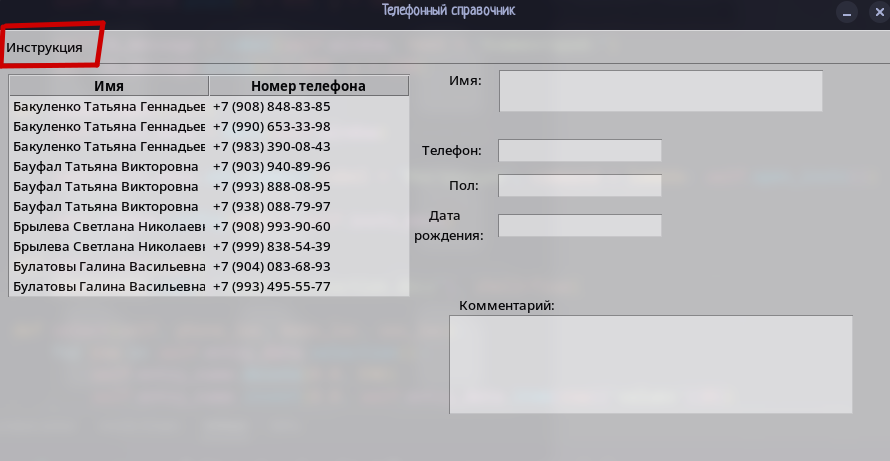 Телефонный справочник
Инструкция
Имя Номер телефона
Бакуленко Татьяна Геннадьев +7 (908) 848-83-85
Бакуленко Татьяна Геннадьев +7 (990) 653-33-98
Бакуленко Татьяна Геннадьев +7 (983) 390-08-43
Бауфал Татьяна Викторовна +7 (903) 940-89-96
Бауфал Татьяна Викторовна +7 (993) 888-08-95
Бауфал Татьяна Викторовна +7 (938) 088-79-97
Брылева Светлана Николаевн +7 (908) 993-90-60
Брылева Светлана Николаевн +7 (999) 838-54-39
Булатовы Галина Васильевна +7 (904) 083-68-93
Булатовы Галина Васильевна +7 (993) 495-55-77
Имя:
Телефон:
Пол:
Дата
рождения:
Комментарий: